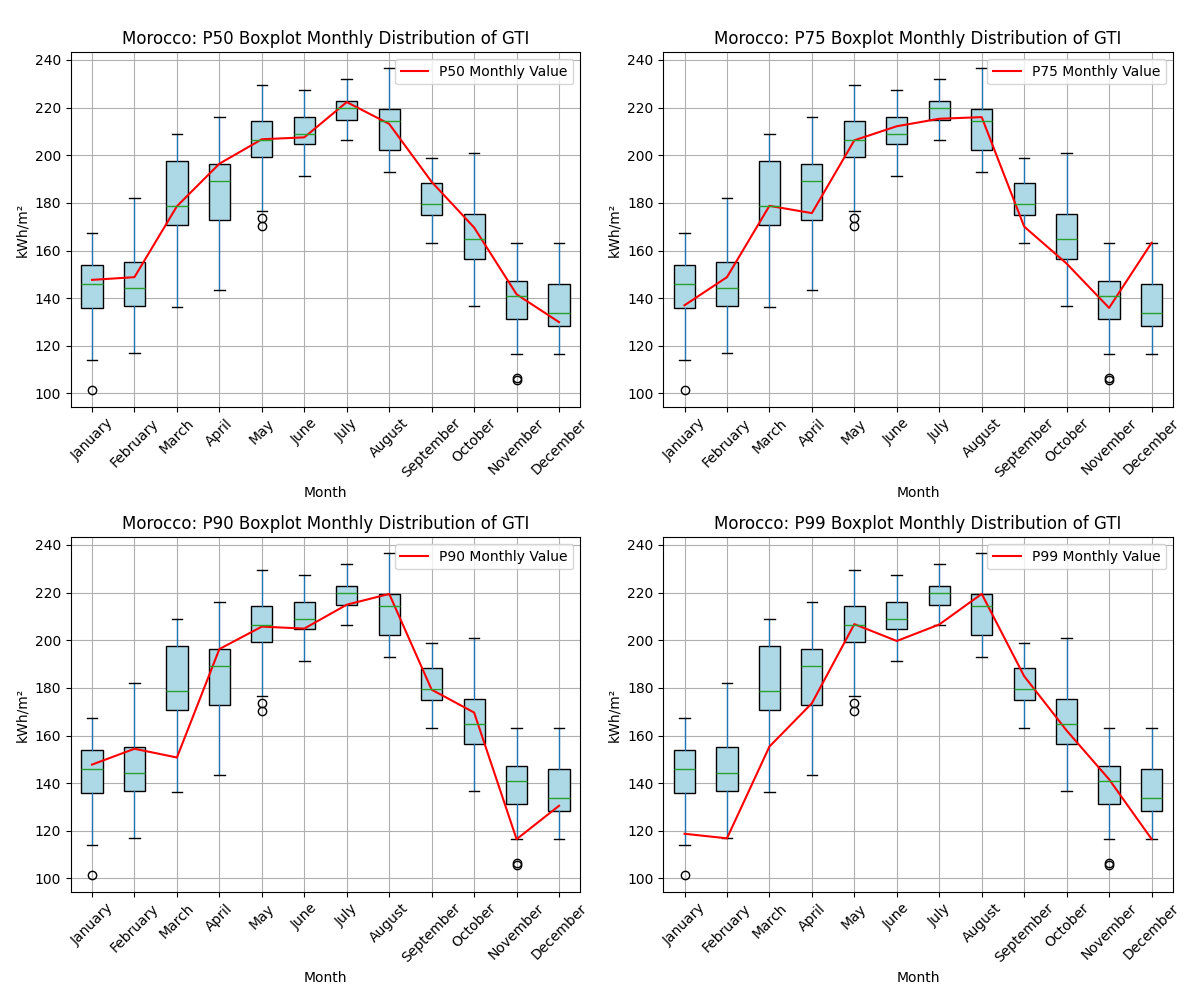 Morocco: P50 Boxplot Monthly Distribution of GTI
P50 Monthly Value
kWh/m²
240
220
200
180
160
140
120
100
January
February
March
April
May
June
July
August
September
October
November
December
Month
Morocco: P75 Boxplot Monthly Distribution of GTI
P75 Monthly Value
kWh/m²
240
220
200
180
160
140
120
100
January
February
March
April
May
June
July
August
September
October
November
December
Month
Morocco: P90 Boxplot Monthly Distribution of GTI
P90 Monthly Value
kWh/m²
240
220
200
180
160
140
120
100
January
February
March
April
May
June
July
August
September
October
November
December
Month
Morocco: P99 Boxplot Monthly Distribution of GTI
P99 Monthly Value
kWh/m²
240
220
200
180
160
140
120
100
January
February
March
April
May
June
July
August
September
October
November
December
Month